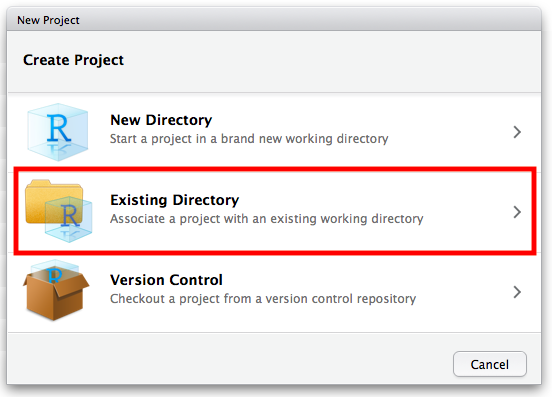 New Project
Create Project
R
New Directory
Start a project in a brand new working directory
R
Existing Directory
Associate a project with an existing working directory
R
Version Control
Checkout a project from a version control repository
Cancel